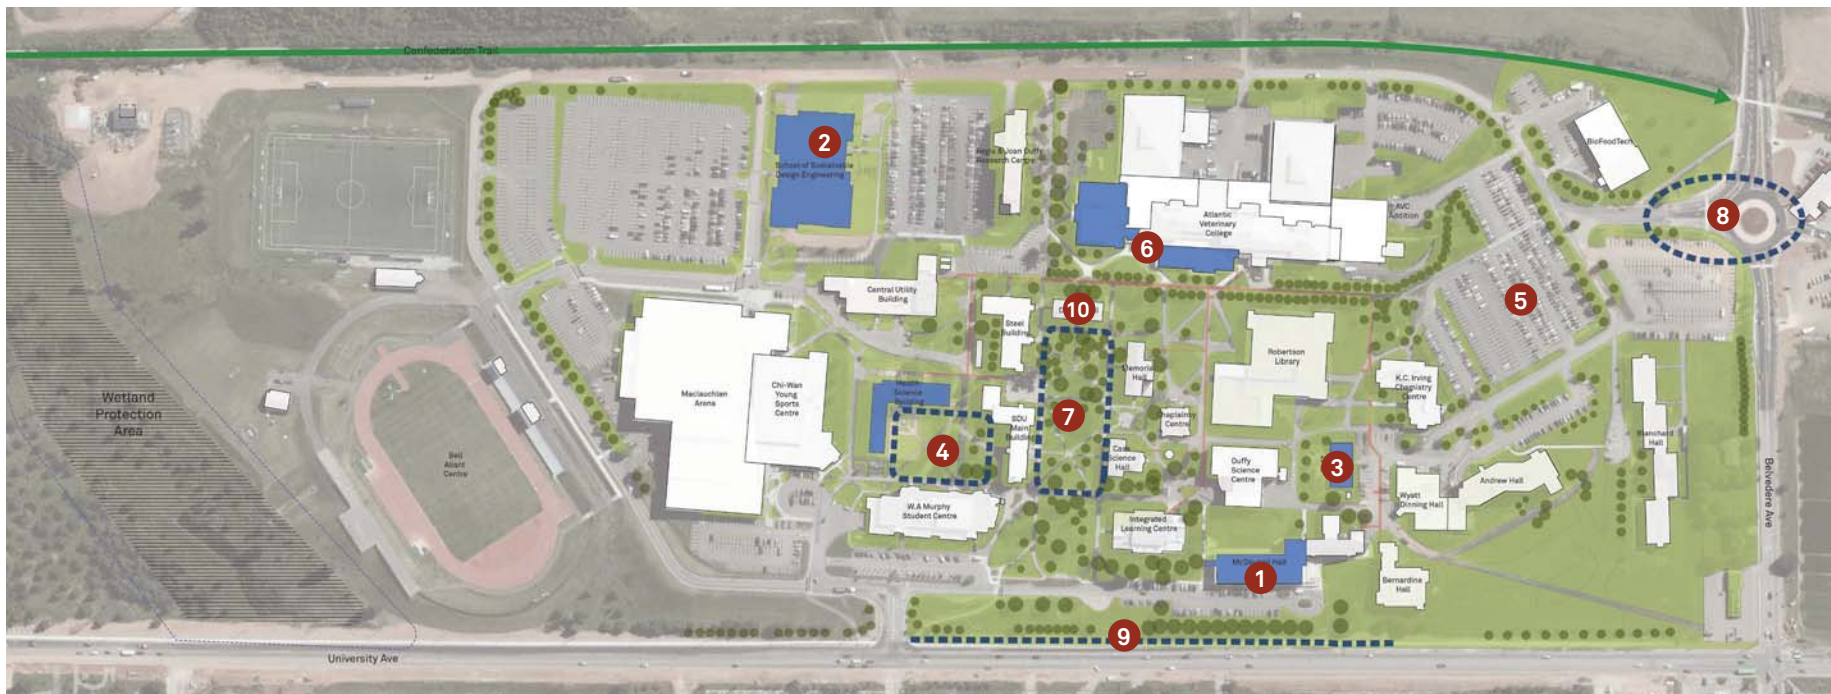 Confederation Trail
2
School of Sustainable
Design Engineering
Regis & Joan Duffy
Research Centre
BioFoodTech
AVC
Addition
Atlantic
Veterinary
College
8
6
Central Utility
Building
5
10
Steel
Building
Robertson
Library
Memorial
Hall
K.C. Irving
Chemistry
Centre
Maclauchlan
Arena
Chi-Wan
Young
Sports
Centre
Science
Building
Wetland
Protection
Area
7
Chaplaincy
Centre
SDU
Main
Building
Blanchard
Hall
4
Science
Hall
Bell
Aliant
Centre
Duffy
Science
Centre
3
Andrew Hall
Wyatt
Dinning Hall
Belvedere Ave
W.A Murphy
Student Centre
Integrated
Learning Centre
Hall
1
Bernardine
Hall
9
University Ave